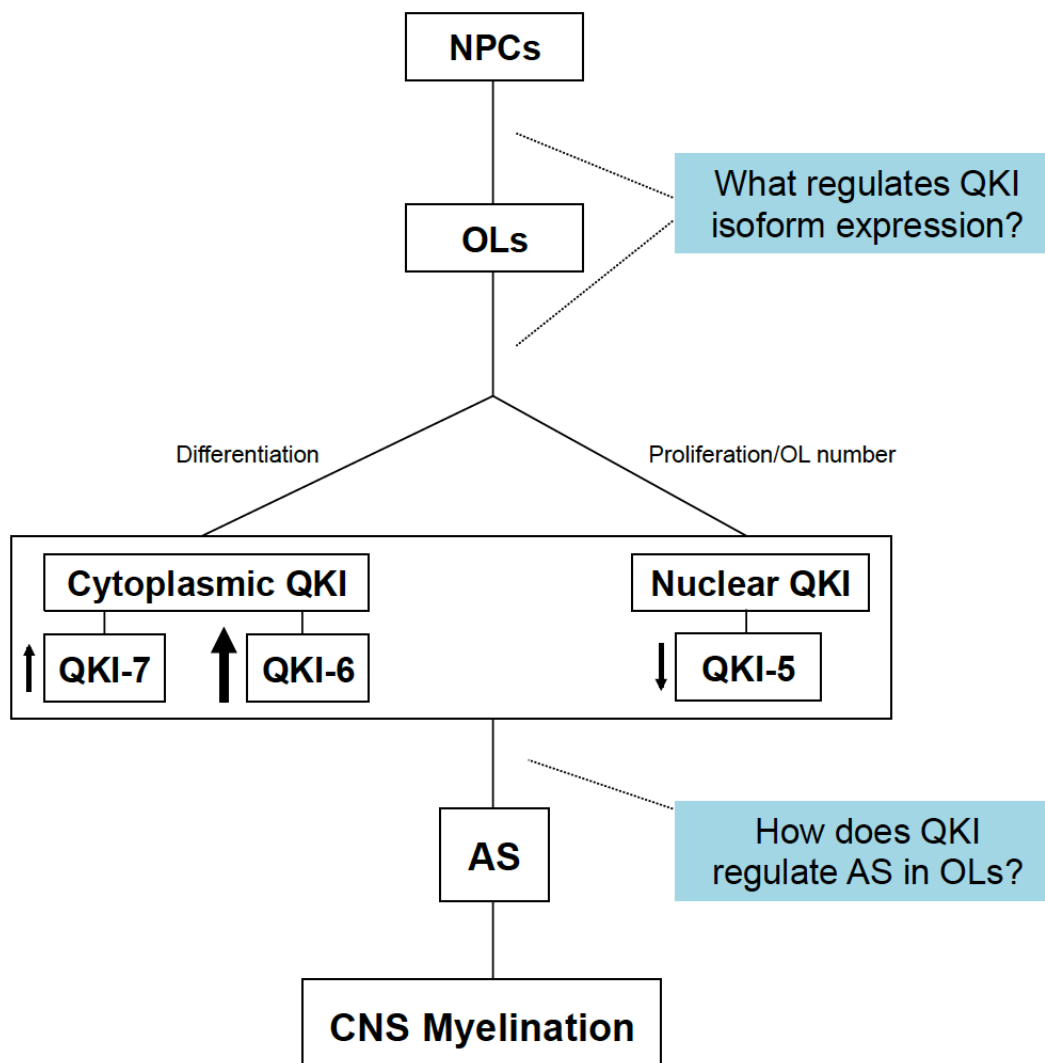 NPCs
What regulates QKI
isoform expression?
OLs
Differentiation
Proliferation/OL number
Cytoplasmic QKI
Nuclear QKI
QKI-7
QKI-6
QKI-5
AS
How does QKI
regulate AS in OLs?
CNS Myelination